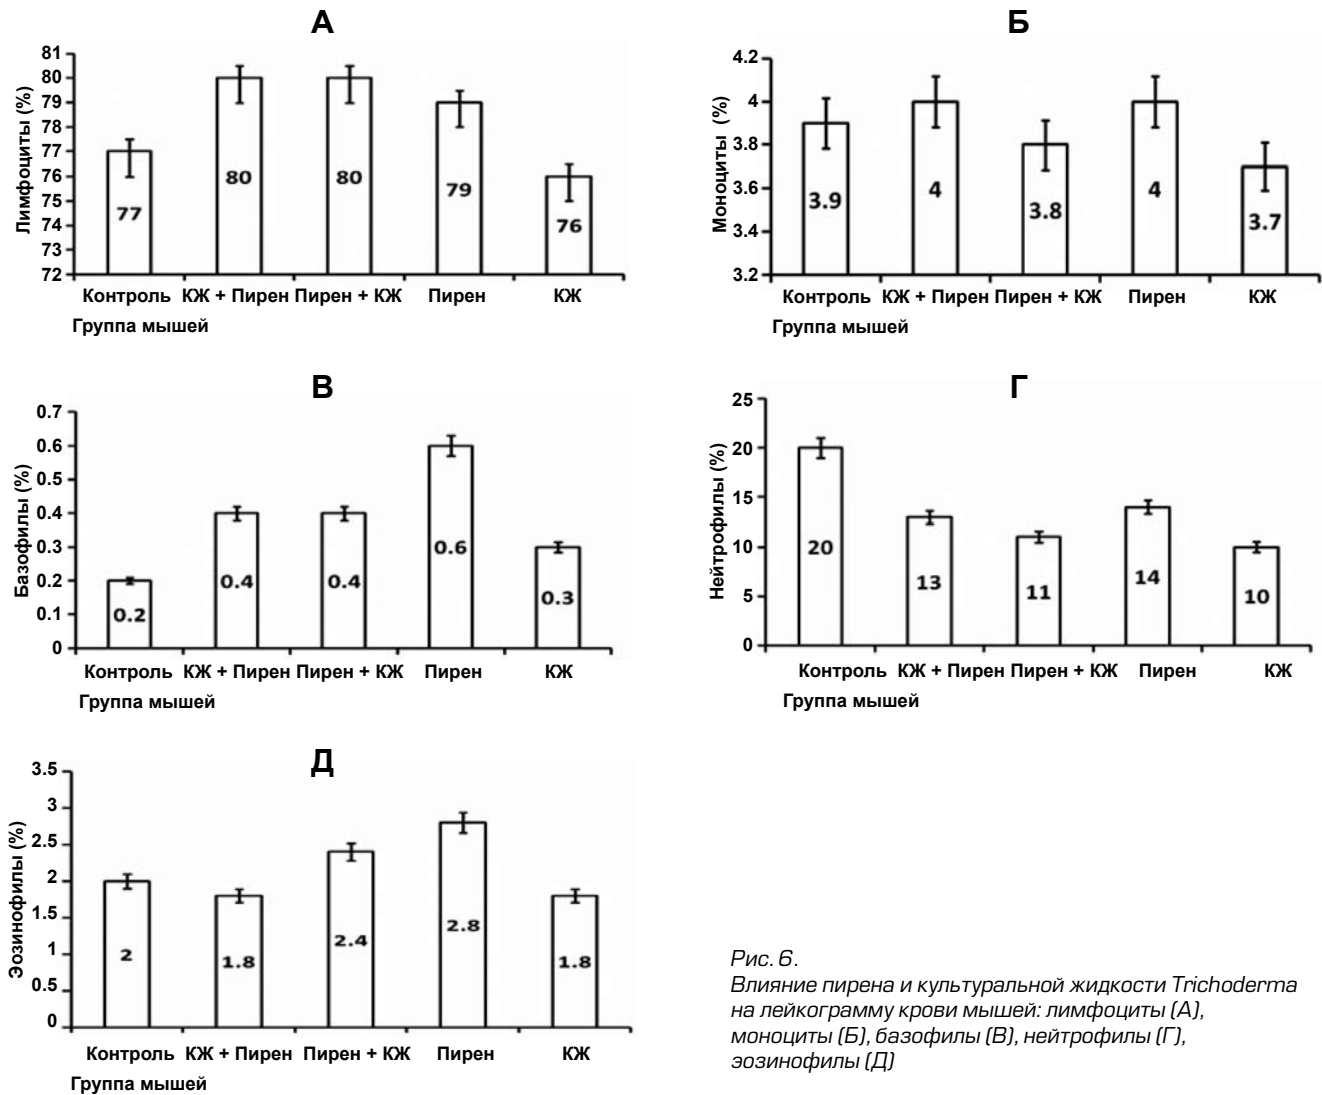 А
Лимфоциты (%)
81
80
79
78
77
76
75
74
73
72
77
80
80
79
76
Контроль КЖ + Пирен Пирен + КЖ Пирен КЖ
Группа мышей
Б
Моноциты (%)
4.2
4
3.8
3.6
3.4
3.2
3.9
4
3.8
4
3.7
Контроль КЖ + Пирен Пирен + КЖ Пирен КЖ
Группа мышей
В
Базофилы (%)
0.7
0.6
0.5
0.4
0.3
0.2
0.1
0
0.2
0.4
0.4
0.6
0.3
Контроль КЖ + Пирен Пирен + КЖ Пирен КЖ
Группа мышей
Г
Нейтрофилы (%)
25
20
15
10
5
0
20
13
11
14
10
Контроль КЖ + Пирен Пирен + КЖ Пирен КЖ
Группа мышей
Д
Эозинофилы (%)
3.5
3
2.5
2
1.5
1
0.5
0
2
1.8
2.4
2.8
1.8
Контроль КЖ + Пирен Пирен + КЖ Пирен КЖ
Группа мышей
Рис. 6.
Влияние пирена и культуральной жидкости Trichoderma
на лейкограмму крови мышей: лимфоциты (А),
моноциты (Б), базофилы (В), нейтрофилы (Г),
эозинофилы (Д)